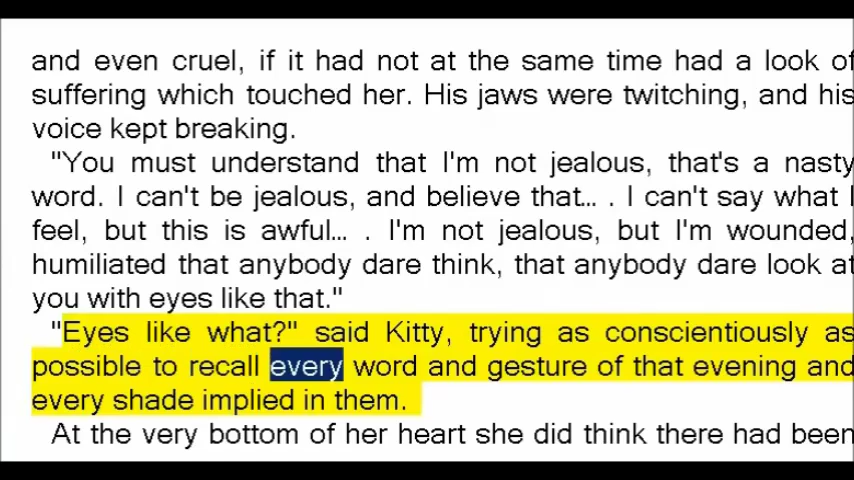 and even cruel, if it had not at the same time had a look of
suffering which touched her. His jaws were twitching, and his
voice kept breaking.
"You must understand that I'm not jealous, that's a nasty
word. I can't be jealous, and believe that... . I can't say what I
feel, but this is awful... . I'm not jealous, but I'm wounded,
humiliated that anybody dare think, that anybody dare look at
you with eyes like that."
"Eyes like what?" said Kitty, trying as conscientiously as
possible to recall every word and gesture of that evening and
every shade implied in them.
At the very bottom of her heart she did think there had been